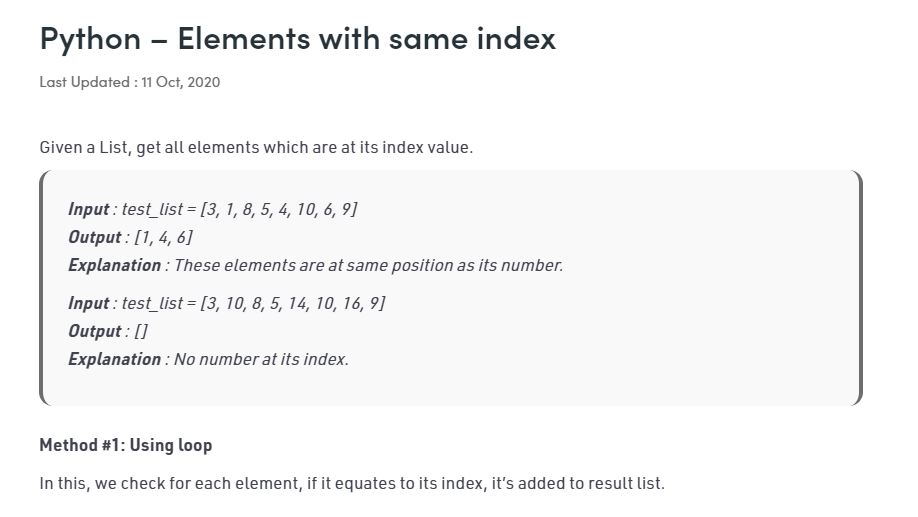 Python – Elements with same index
Last Updated : 11 Oct, 2020
Given a List, get all elements which are at its index value.
Input : test_list = [3, 1, 8, 5, 4, 10, 6, 9]
Output : [1, 4, 6]
Explanation : These elements are at same position as its number.
Input : test_list = [3, 10, 8, 5, 14, 10, 16, 9]
Output : []
Explanation : No number at its index.
Method #1: Using loop
In this, we check for each element, if it equates to its index, it’s added to result list.